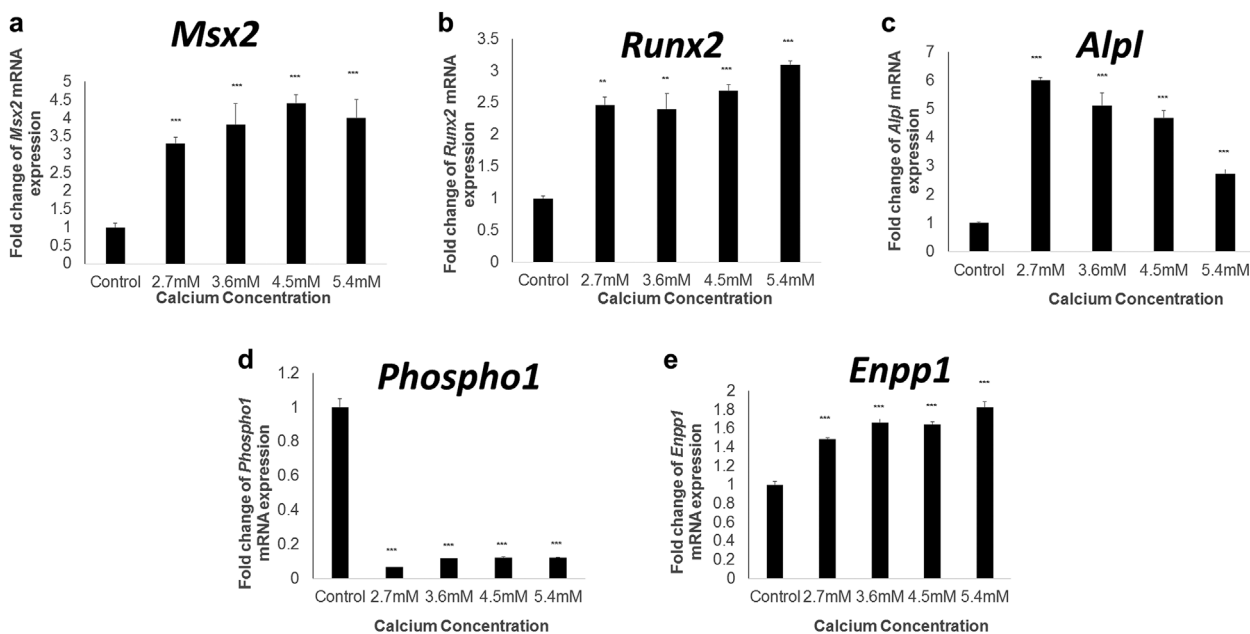 a
Msx2
Fold change of Msx2 mRNA
expression
5
4.5
4
3.5
3
2.5
2
1.5
1
0.5
0
***
***
***
***
Control 2.7mM 3.6mM 4.5mM 5.4mM
Calcium Concentration
b
Runx2
Fold change of Runx2 mRNA
expression
3.5
3
2.5
2
1.5
1
0.5
0
**
**
***
***
Control 2.7mM 3.6mM 4.5mM 5.4mM
Calcium Concentration
c
Alpl
Fold change of Alpl mRNA
expression
7
6
5
4
3
2
1
0
***
***
***
***
Control 2.7mM 3.6mM 4.5mM 5.4mM
Calcium Concentration
d
Phospho1
Fold change of Phospho1
mRNA expression
1.2
1
0.8
0.6
0.4
0.2
0
***
***
***
***
Control 2.7mM 3.6mM 4.5mM 5.4mM
Calcium Concentration
e
Enpp1
Fold change of Enpp1
mRNA expression
2
1.8
1.6
1.4
1.2
1
0.8
0.6
0.4
0.2
0
***
***
***
***
Control 2.7mM 3.6mM 4.5mM 5.4mM
Calcium Concentration